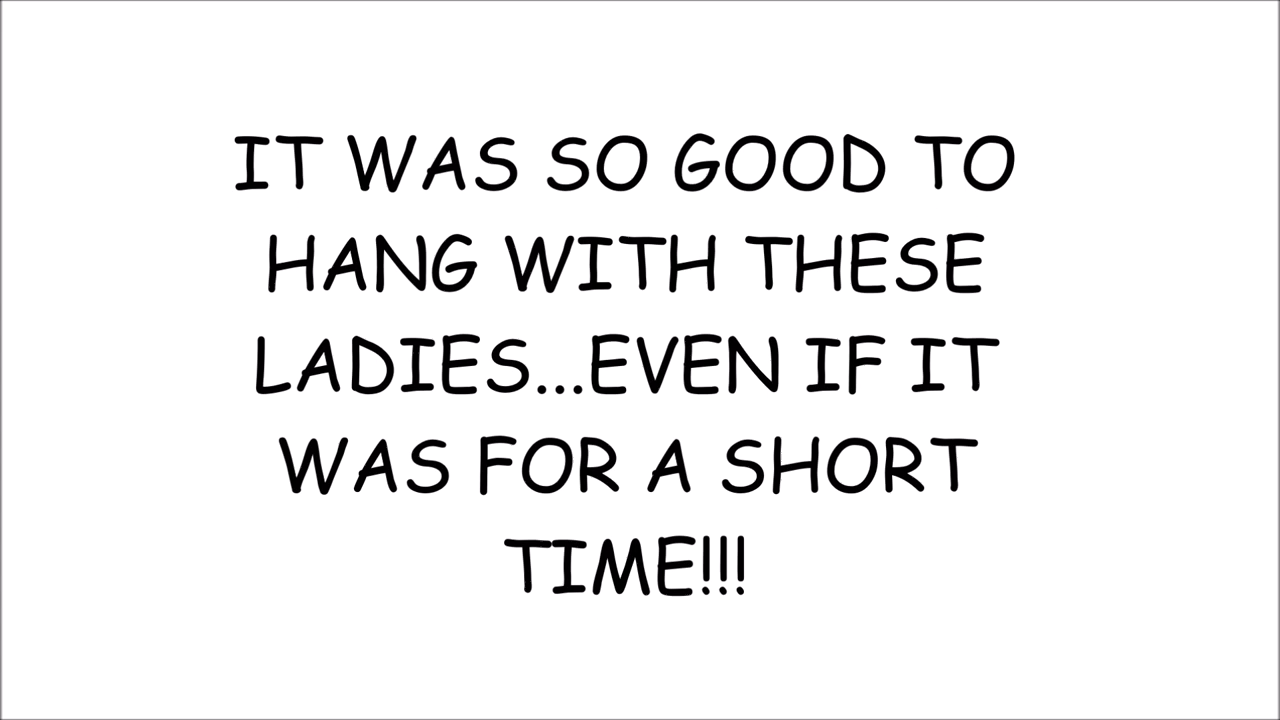 IT WAS SO GOOD TO
HANG WITH THESE
LADIES...EVEN IF IT
WAS FOR A SHORT
TIME!!!